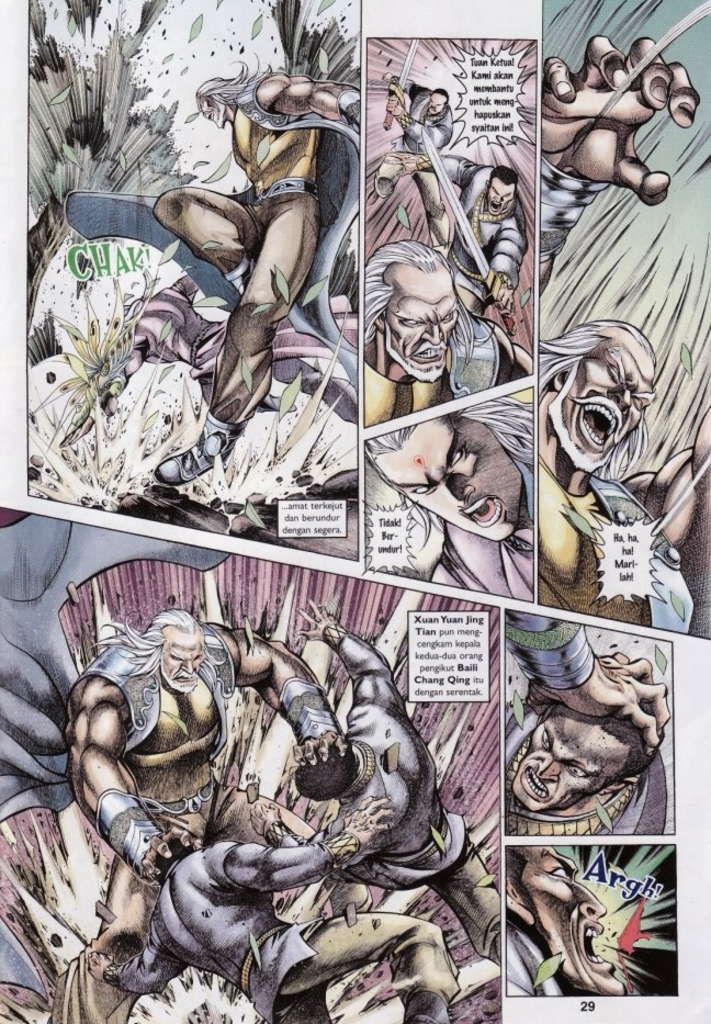 CHAK!
...amat terkejut
dan berundur
dengan segera.
Tuan Ketua!
Kami akan
membantu
untuk meng-
hapuskan
syaitan ini!
Tidak!
Ber-
undur!
Ha, ha,
ha!
Mari-
lah!
Xuan Yuan Jing
Tian pun meng-
cengkam kepala
kedua-dua orang
pengikut Baili
Chang Qing itu
dengan serentak.
Argh!
29